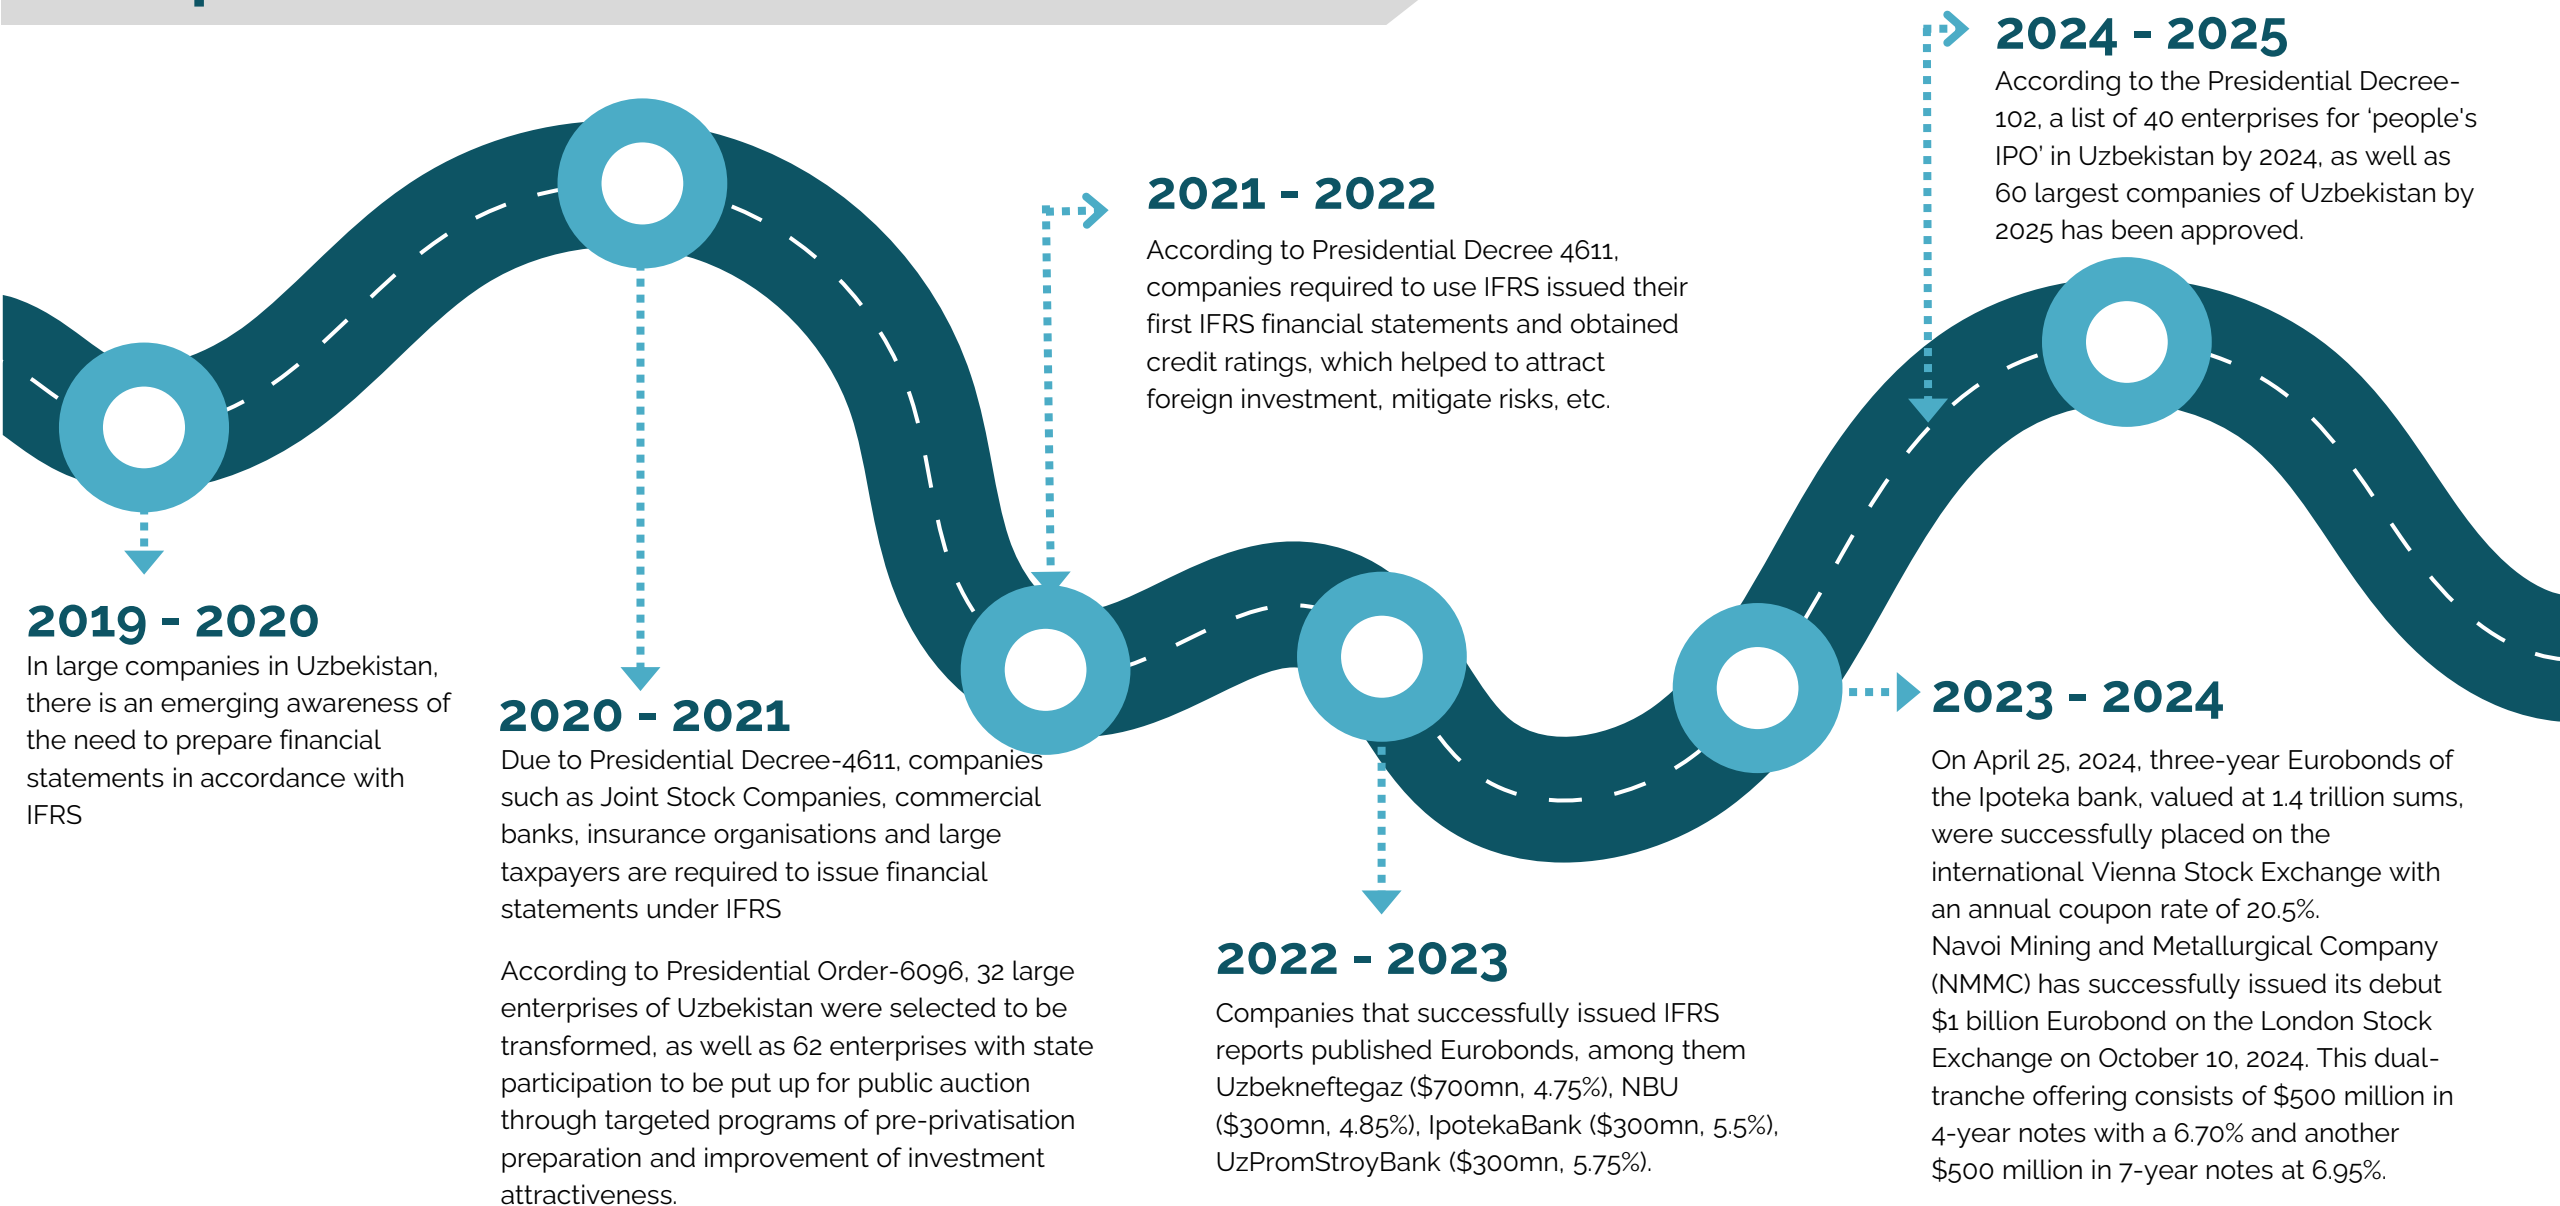 2019 - 2020
In large companies in Uzbekistan,
there is an emerging awareness of
the need to prepare financial
statements in accordance with
IFRS
2020 - 2021
Due to Presidential Decree-4611, companies
such as Joint Stock Companies, commercial
banks, insurance organisations and large
taxpayers are required to issue financial
statements under IFRS
According to Presidential Order-6096, 32 large
enterprises of Uzbekistan were selected to be
transformed, as well as 62 enterprises with state
participation to be put up for public auction
through targeted programs of pre-privatisation
preparation and improvement of investment
attractiveness.
2021 - 2022
According to Presidential Decree 4611,
companies required to use IFRS issued their
first IFRS financial statements and obtained
credit ratings, which helped to attract
foreign investment, mitigate risks, etc.
2022 - 2023
Companies that successfully issued IFRS
reports published Eurobonds, among them
Uzbekneftegaz ($700mn, 4.75%), NBU
($300mn, 4.85%), IpotekaBank ($300mn, 5.5%),
UzPromStroyBank ($300mn, 5.75%).
2023 - 2024
On April 25, 2024, three-year Eurobonds of
the Ipoteka bank, valued at 1.4 trillion sums,
were successfully placed on the
international Vienna Stock Exchange with
an annual coupon rate of 20.5%.
Navoi Mining and Metallurgical Company
(NMMC) has successfully issued its debut
$1 billion Eurobond on the London Stock
Exchange on October 10, 2024. This dual-
tranche offering consists of $500 million in
4-year notes with a 6.70% and another
$500 million in 7-year notes at 6.95%.
2024 - 2025
According to the Presidential Decree-
102, a list of 40 enterprises for ‘people's
IPO’ in Uzbekistan by 2024, as well as
60 largest companies of Uzbekistan by
2025 has been approved.